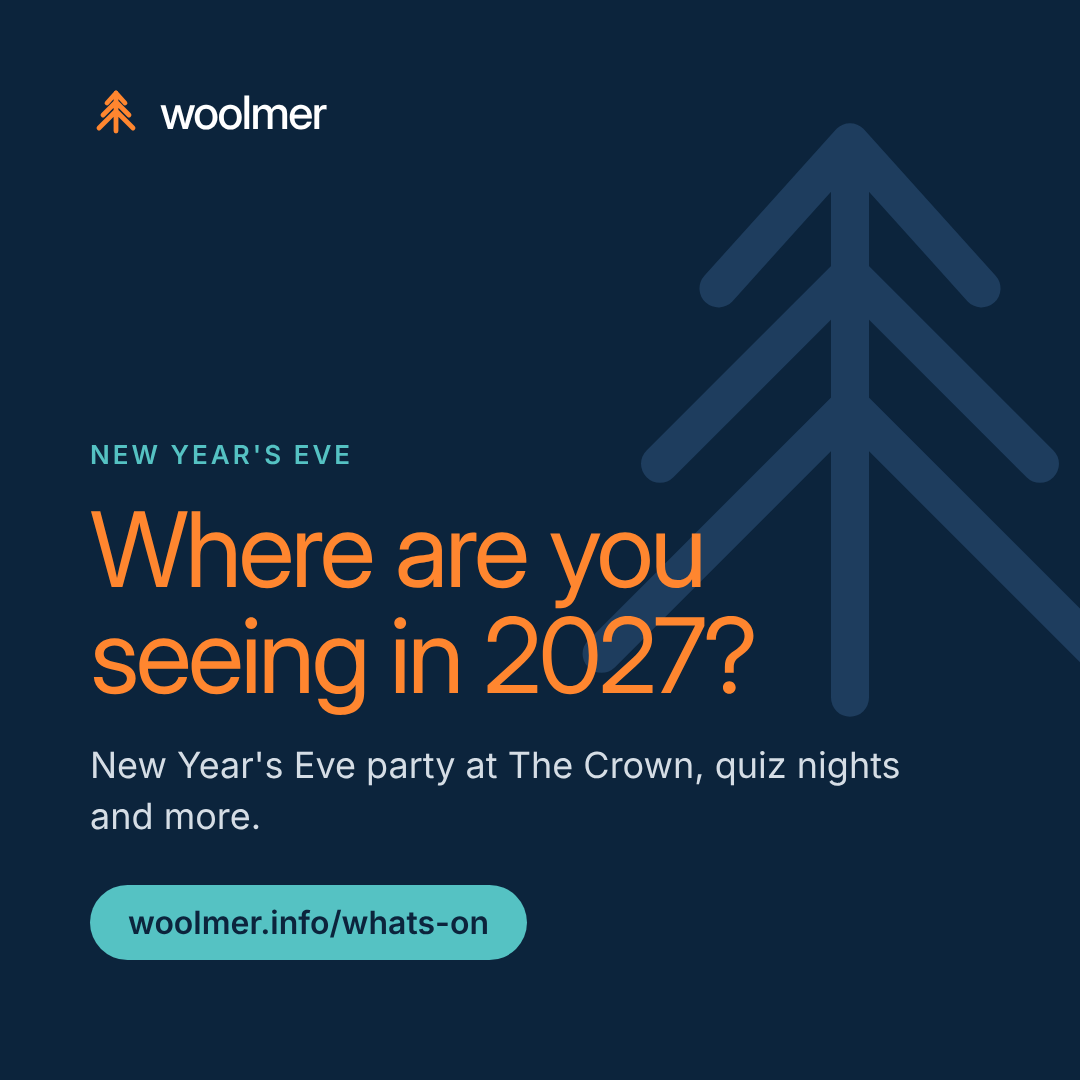 woolmer
NEW YEAR'S EVE
Where are you
seeing in 2027?
New Year's Eve party at The Crown, quiz nights
and more.
woolmer.info/whats-on